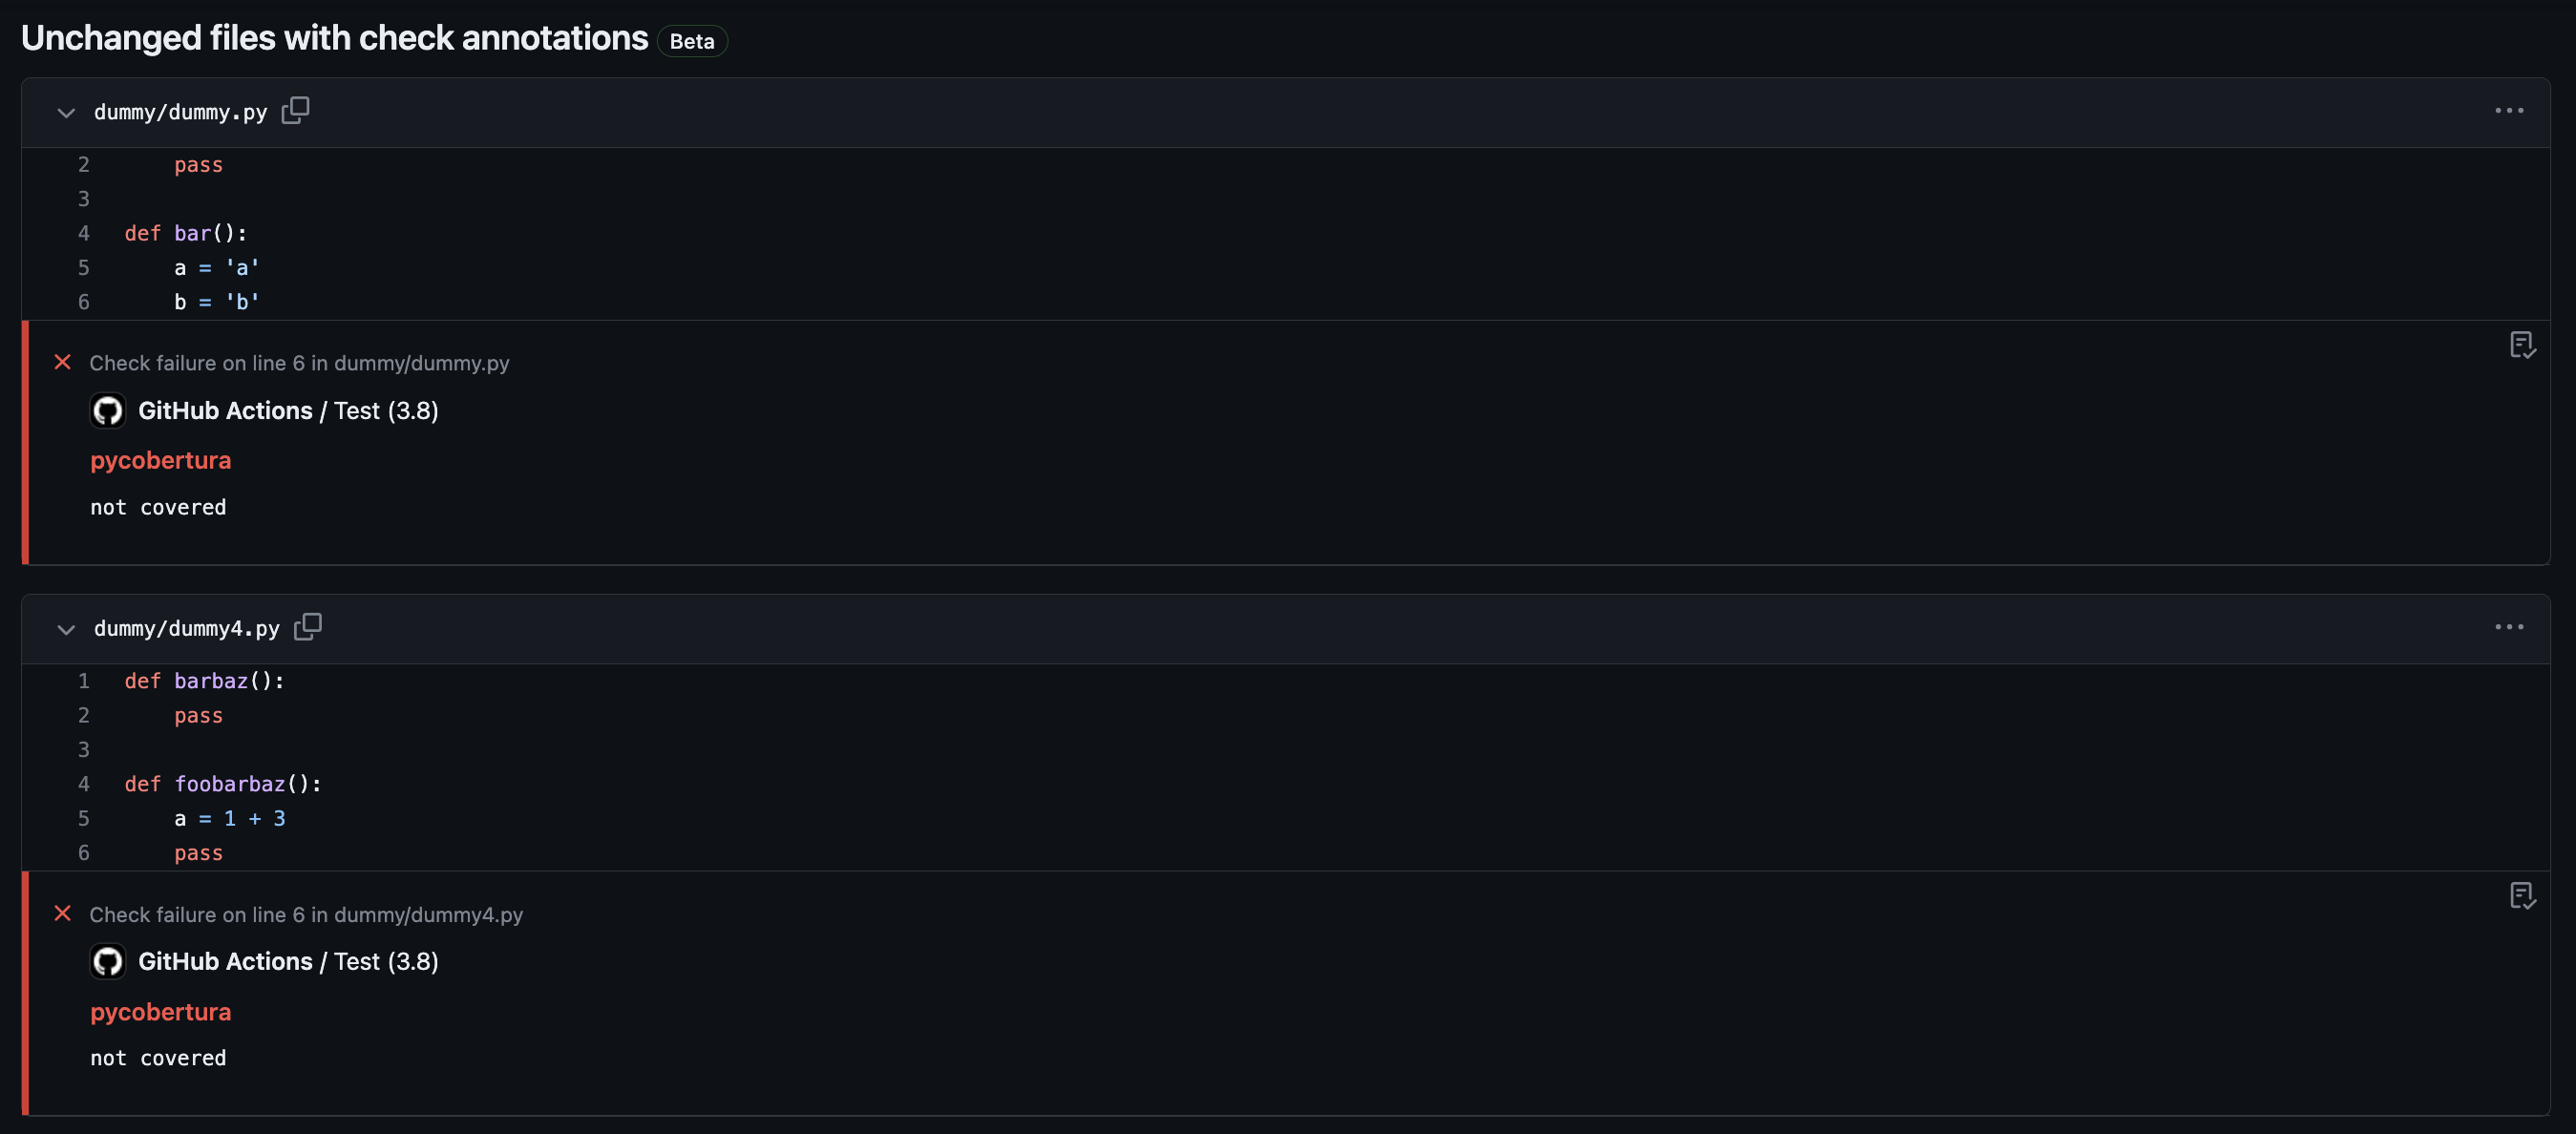 Unchanged files with check annotations Beta
dummy/dummy.py
2     pass
3
4 def bar():
5     a = 'a'
6     b = 'b'
Check failure on line 6 in dummy/dummy.py
GitHub Actions / Test (3.8)
pycobertura
not covered
dummy/dummy4.py
1 def barbaz():
2     pass
3
4 def foobarbaz():
5     a = 1 + 3
6     pass
Check failure on line 6 in dummy/dummy4.py
GitHub Actions / Test (3.8)
pycobertura
not covered